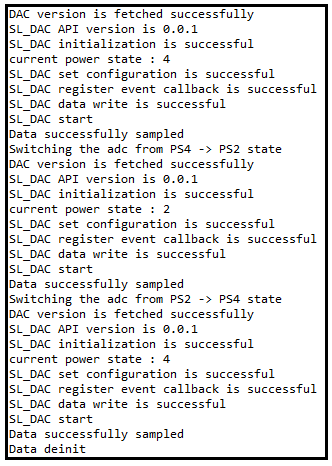 DAC version is fetched successfully
SL_DAC API version is 0.0.1
SL_DAC initialization is successful
current power state : 4
SL_DAC set configuration is successful
SL_DAC register event callback is successful
SL_DAC data write is successful
SL_DAC start
Data successfully sampled
Switching the adc from PS4 -> PS2 state
DAC version is fetched successfully
SL_DAC API version is 0.0.1
SL_DAC initialization is successful
current power state : 2
SL_DAC set configuration is successful
SL_DAC register event callback is successful
SL_DAC data write is successful
SL_DAC start
Data successfully sampled
Switching the adc from PS2 -> PS4 state
DAC version is fetched successfully
SL_DAC API version is 0.0.1
SL_DAC initialization is successful
current power state : 4
SL_DAC set configuration is successful
SL_DAC register event callback is successful
SL_DAC data write is successful
SL_DAC start
Data successfully sampled
Data deinit